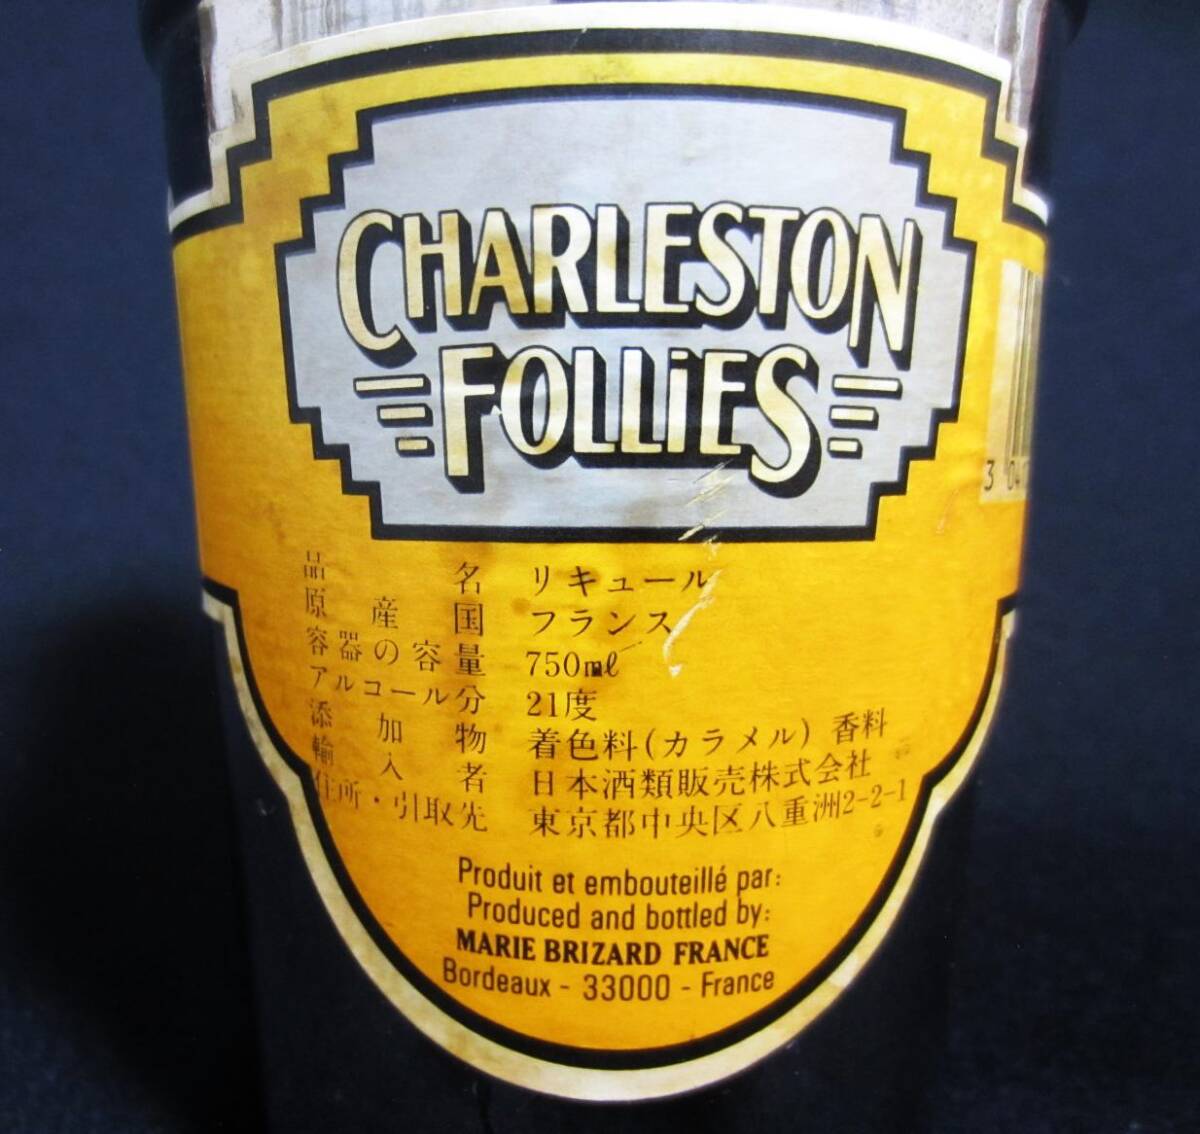 CHARLESTON
FOLLiES
3 04
品名 リキュール
原産国 フランス
容器の容量 750ml
アルコール分 21度
添加物 着色料(カラメル) 香料
輸入者 日本酒類販売株式会社
住所・引取先 東京都中央区八重洲2-2-1
Produit et embouteillé par:
Produced and bottled by:
MARIE BRIZARD FRANCE
Bordeaux - 33000 - France